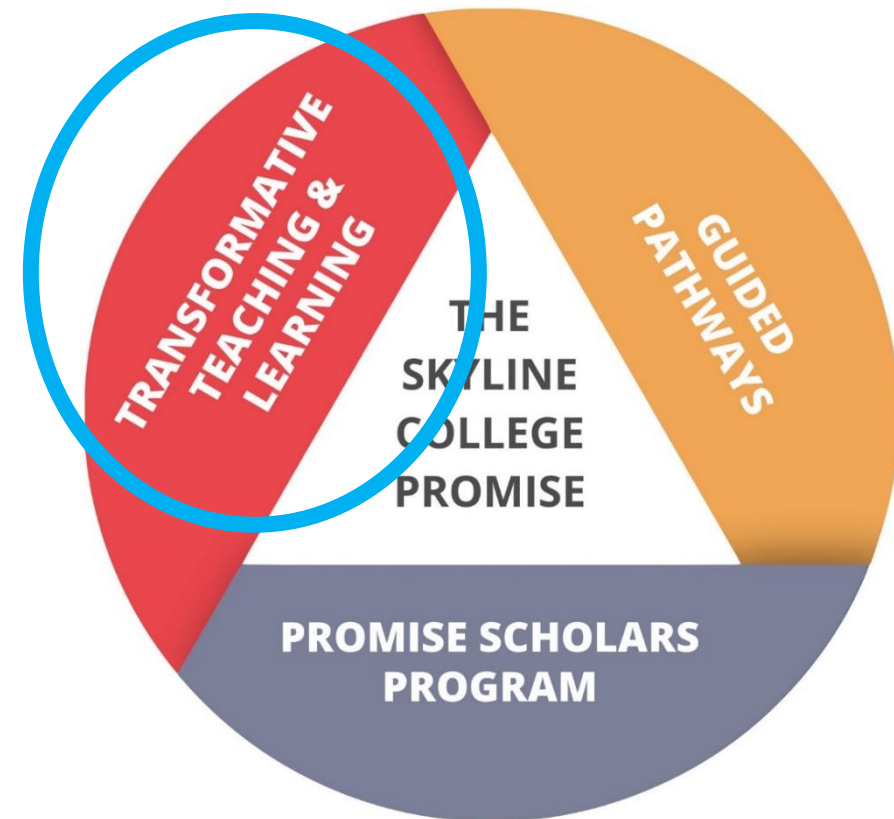 TRANSFORMATIVE
TEACHING &
LEARNING
GUIDED
PATHWAYS
THE
SKYLINE
COLLEGE
PROMISE
PROMISE SCHOLARS
PROGRAM